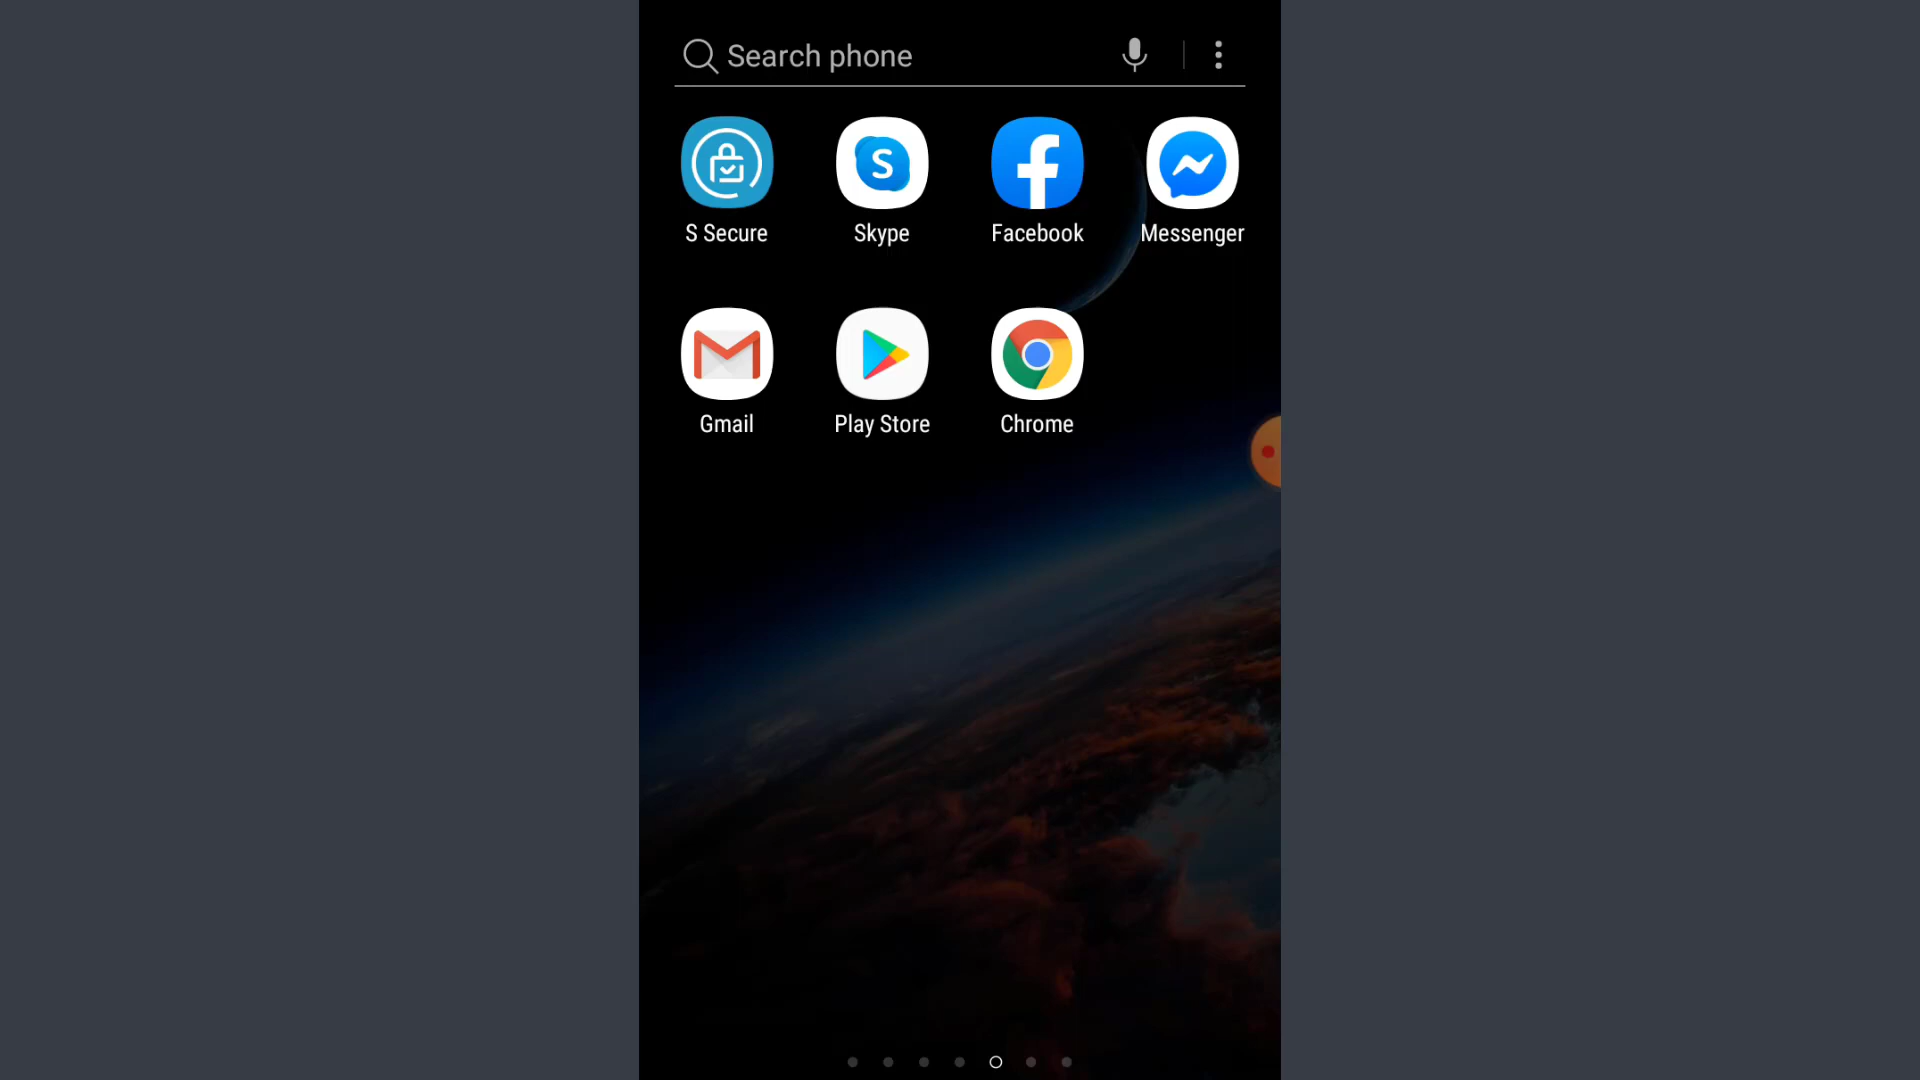 Search phone
S
S Secure
Skype
Facebook
Messenger
Gmail
Play Store
Chrome